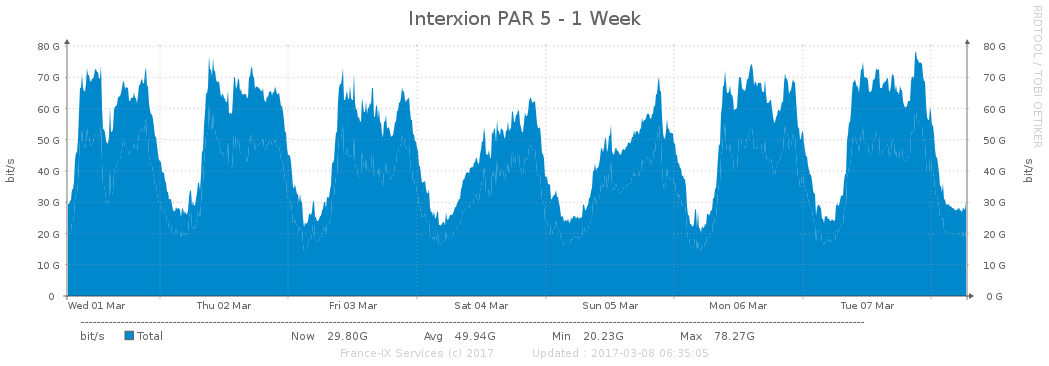 Interxion PAR 5 - 1 Week
80 G 80 G
70 G 70 G
60 G 60 G
50 G 50 G
40 G 40 G
30 G 30 G
20 G 20 G
10 G 10 G
0 0 G
bit/s
bit/s
RRDTOOL / TOBI OETIKER
Wed 01 Mar Thu 02 Mar Fri 03 Mar Sat 04 Mar Sun 05 Mar Mon 06 Mar Tue 07 Mar
bit/s Total Now 29.80G Avg 49.94G Min 20.23G Max 78.27G
France-IX Services (c) 2017 Updated : 2017-03-08 06:35:05